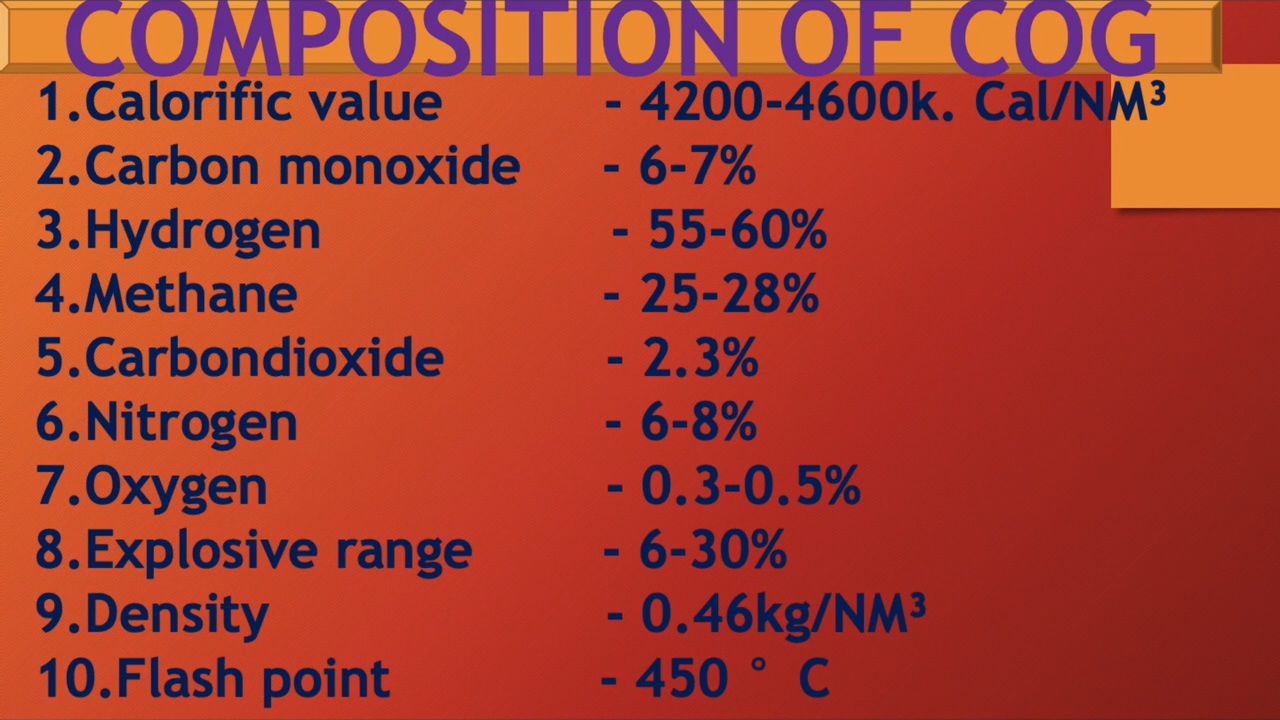 COMPOSITION OF COG
1.Calorific value - 4200-4600k. Cal/NM³
2.Carbon monoxide - 6-7%
3.Hydrogen - 55-60%
4.Methane - 25-28%
5.Carbondioxide - 2.3%
6.Nitrogen - 6-8%
7.Oxygen - 0.3-0.5%
8.Explosive range - 6-30%
9.Density - 0.46kg/NM³
10.Flash point - 450 ° C